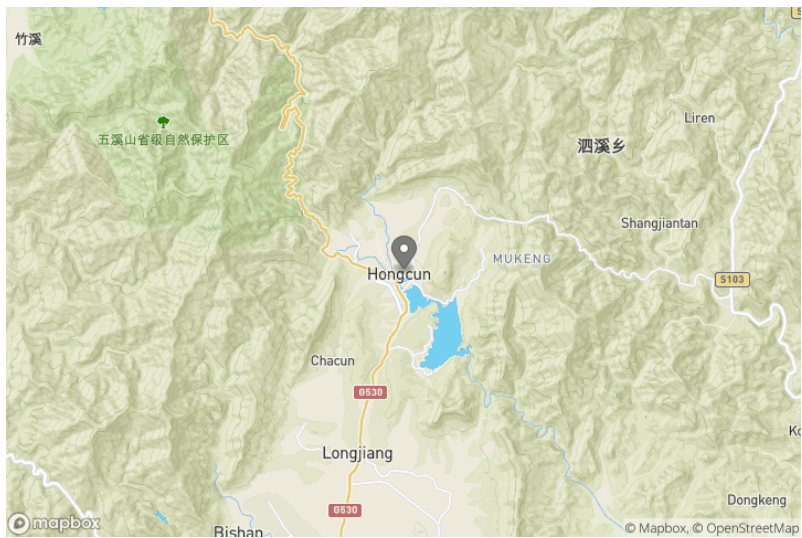 竹溪
S
五溪山省级自然保护区
Liren
泗溪乡
Shangjiantan
MUKENG
Hongcun
S103
Chacun
G530
Longjiang
Ko
Dongkeng
G530
Bishan
mapbox
© Mapbox, © OpenStreetMap